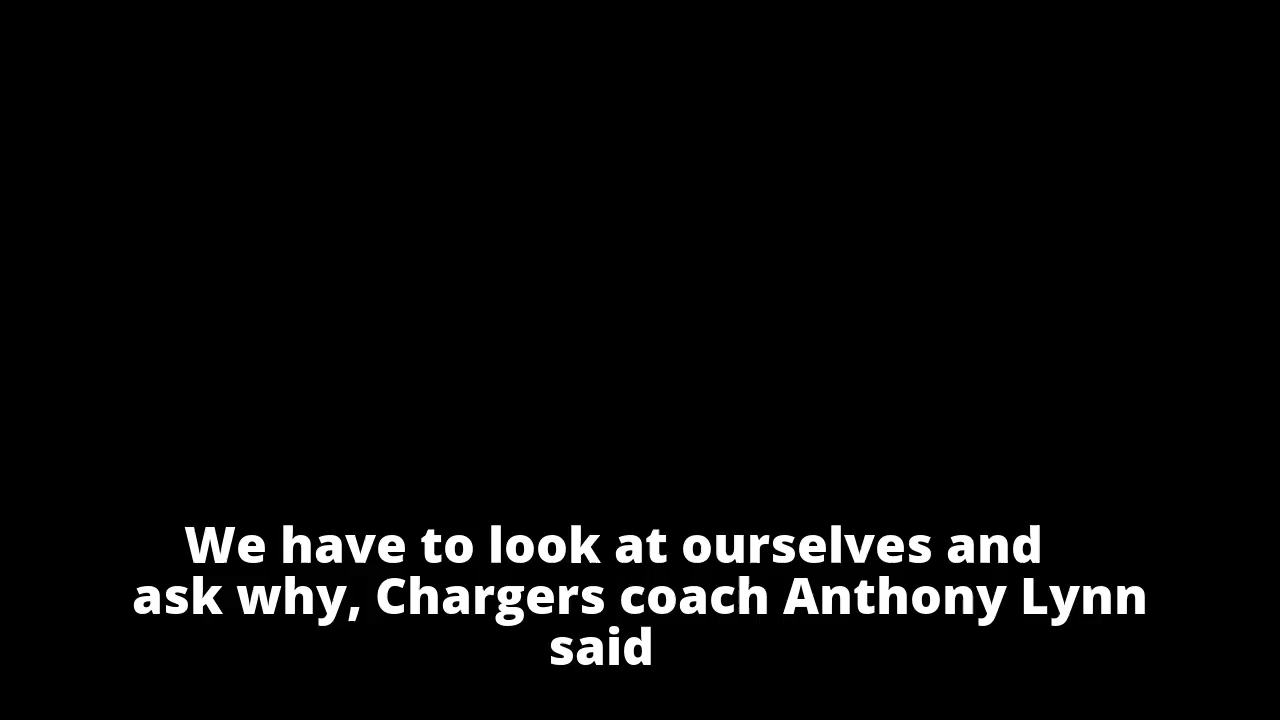 We have to look at ourselves and
ask why, Chargers coach Anthony Lynn
said